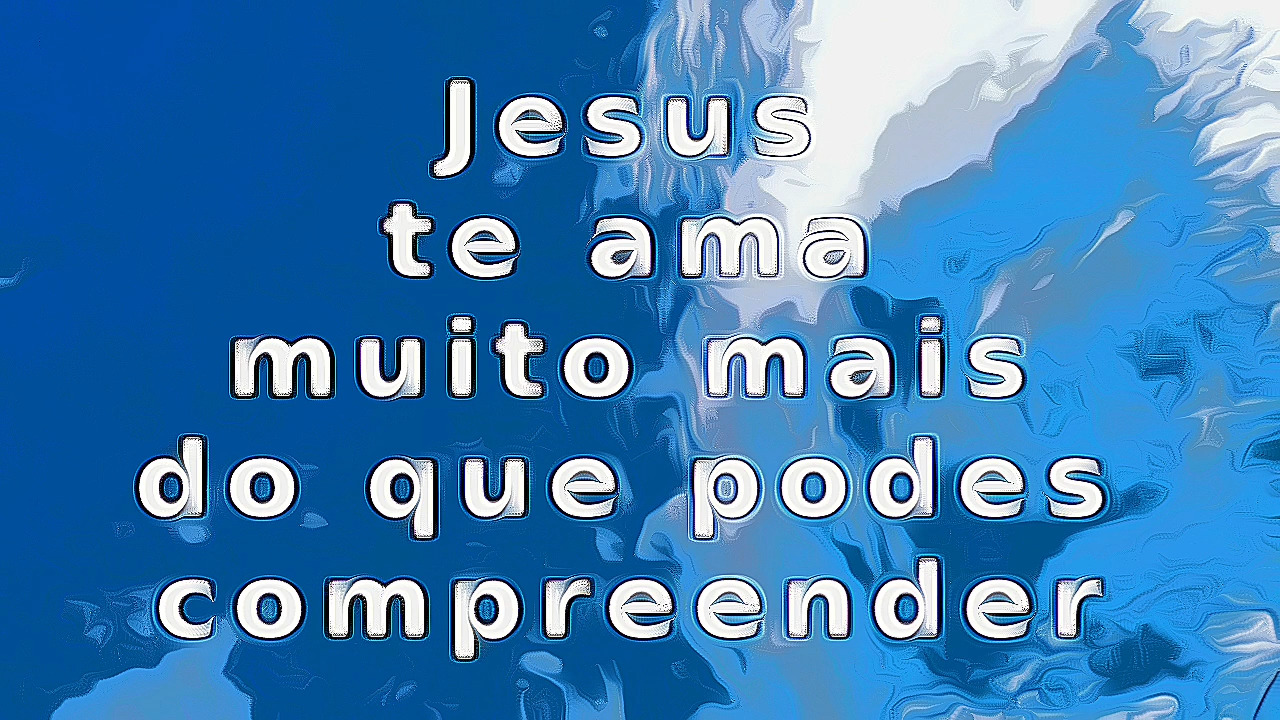 Jesus
te ama
muito mais
do que podes
compreender